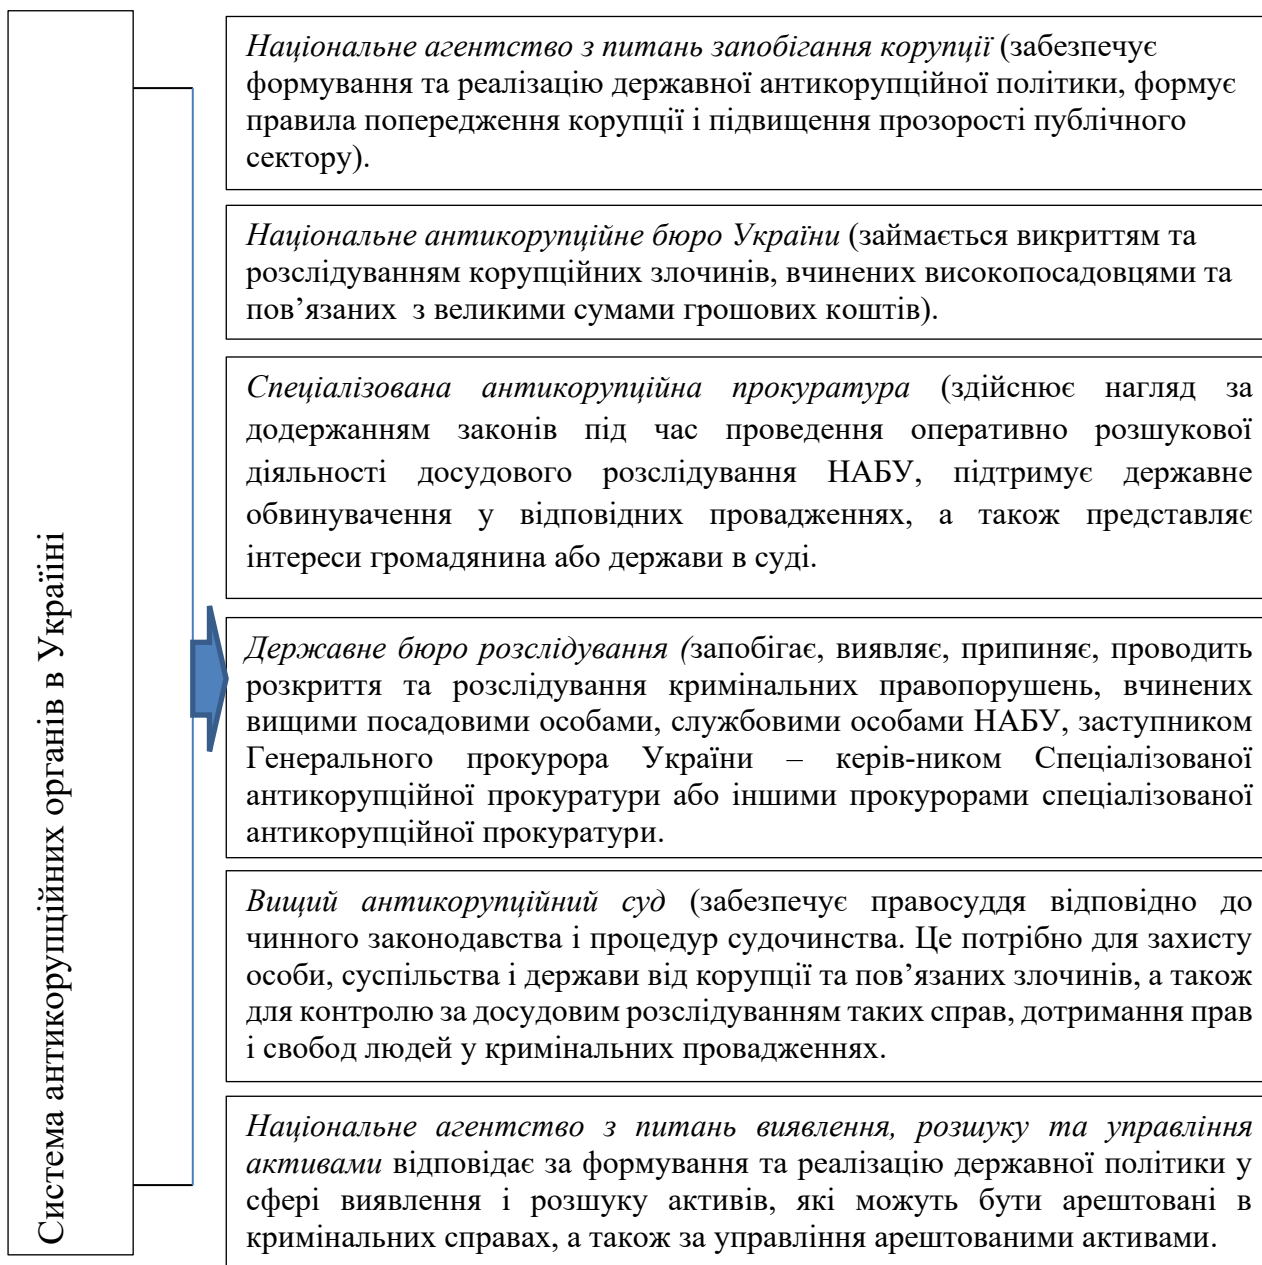 Система антикорупційних органів в Україїні
Національне агентство з питань запобігання корупції (забезпечує
формування та реалізацію державної антикорупційної політики, формує
правила попередження корупції і підвищення прозорості публічного
сектору).
Національне антикорупційне бюро України (займається викриттям та
розслідуванням корупційних злочинів, вчинених високопосадовцями та
пов’язаних  з великими сумами грошових коштів).
Спеціалізована антикорупційна прокуратура (здійснює нагляд за
додержанням законів під час проведення оперативно розшукової
діяльності досудового розслідування НАБУ, підтримує державне
обвинувачення у відповідних провадженнях, а також представляє
інтереси громадянина або держави в суді.
Державне бюро розслідування (запобігає, виявляє, припиняє, проводить
розкриття та розслідування кримінальних правопорушень, вчинених
вищими посадовими особами, службовими особами НАБУ, заступником
Генерального прокурора України – керів-ником Спеціалізованої
антикорупційної прокуратури або іншими прокурорами спеціалізованої
антикорупційної прокуратури.
Вищий антикорупційний суд (забезпечує правосуддя відповідно до
чинного законодавства і процедур судочинства. Це потрібно для захисту
особи, суспільства і держави від корупції та пов’язаних злочинів, а також
для контролю за досудовим розслідуванням таких справ, дотримання прав
і свобод людей у кримінальних провадженнях.
Національне агентство з питань виявлення, розшуку та управління
активами відповідає за формування та реалізацію державної політики у
сфері виявлення і розшуку активів, які можуть бути арештовані в
кримінальних справах, а також за управління арештованими активами.